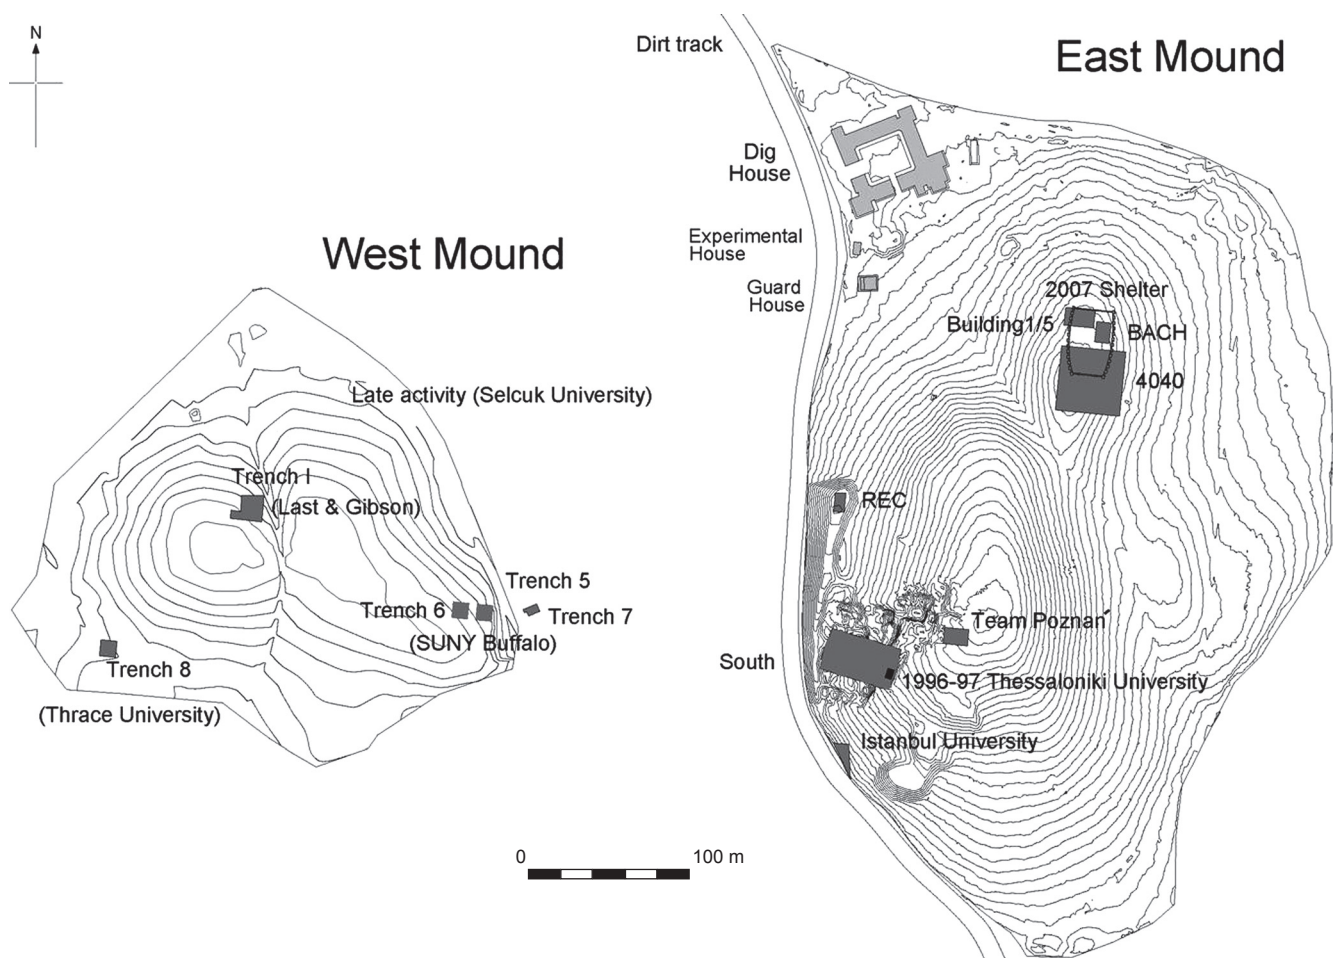 N
Dirt track
East Mound
Dig
House
West Mound
Experimental
House
Guard
House
2007 Shelter
Building1/5
BACH
4040
Late activity (Selcuk University)
Trench I
(Last & Gibson)
REC
Trench 5
Trench 6
Trench 7
(SUNY Buffalo)
Team Poznań
South
Trench 8
1996-97 Thessaloniki University
(Thrace University)
Istanbul University
0
100 m